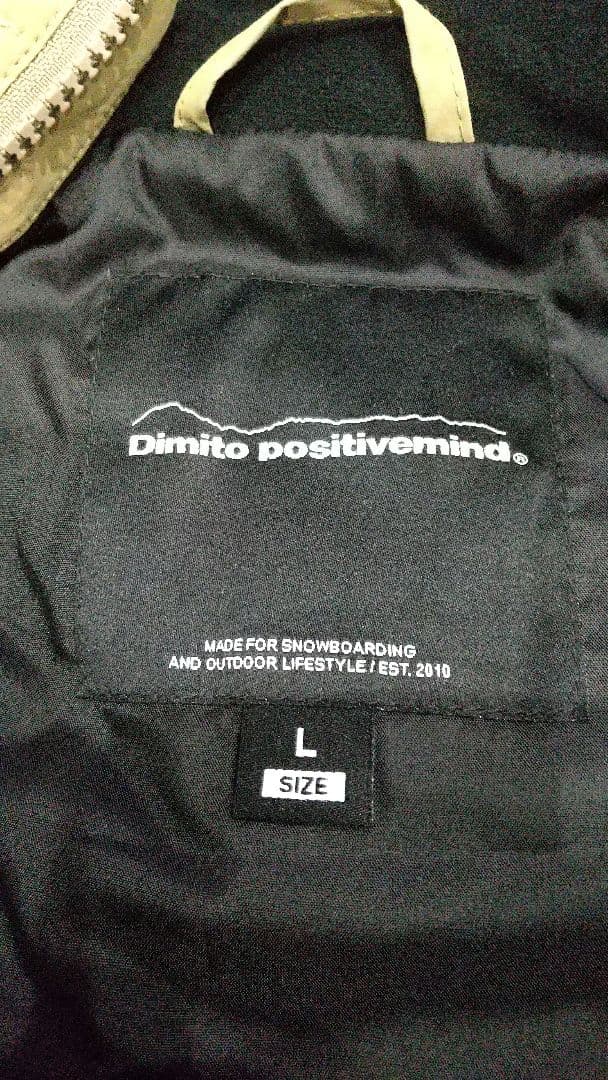 Dimito positivemind®
MADE FOR SNOWBOARDING
AND OUTDOOR LIFESTYLE / EST. 2010
L
SIZE